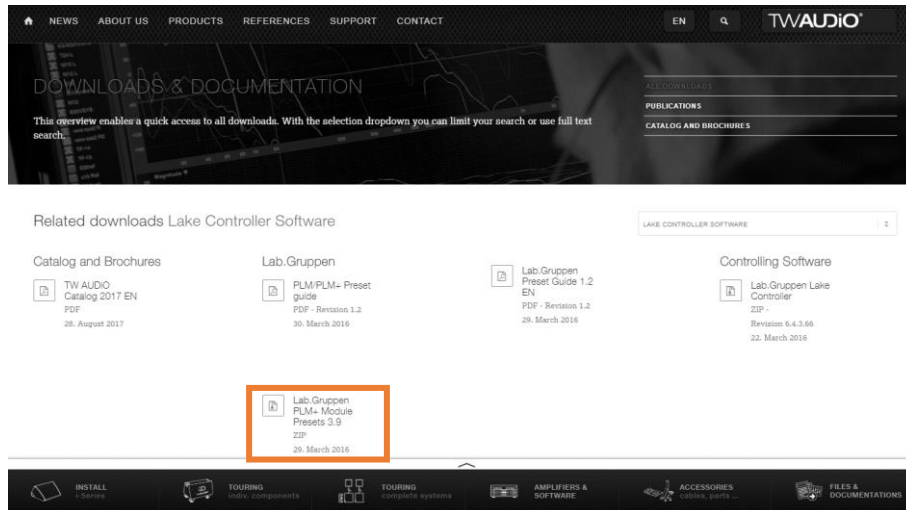 NEWS ABOUT US PRODUCTS REFERENCES SUPPORT CONTACT EN TWAUDiO®
DOWNLOADS & DOCUMENTATION
This overview enables a quick access to all downloads. With the selection dropdown you can limit your search or use full text
search.
ALL DOWNLOADS
PUBLICATIONS
CATALOG AND BROCHURES
Related downloads Lake Controller Software
LAKE CONTROLLER SOFTWARE
Catalog and Brochures
TW AUDIO
Catalog 2017 EN
PDF
28. August 2017
Lab.Gruppen
PLM/PLM+ Preset
guide
PDF - Revision 1.2
30. March 2016
Lab.Gruppen
Preset Guide 1.2
EN
PDF - Revision 1.2
29. March 2016
Controlling Software
Lab.Gruppen Lake
Controller
ZIP -
Revision 6.4.3.66
22. March 2016
Lab.Gruppen
PLM+ Module
Presets 3.9
ZIP
29. March 2016
INSTALL
i-Series
TOURING
indiv. components
TOURING
complete systems
AMPLIFIERS &
SOFTWARE
ACCESSORIES
cables, parts ...
FILES &
DOCUMENTATIONS